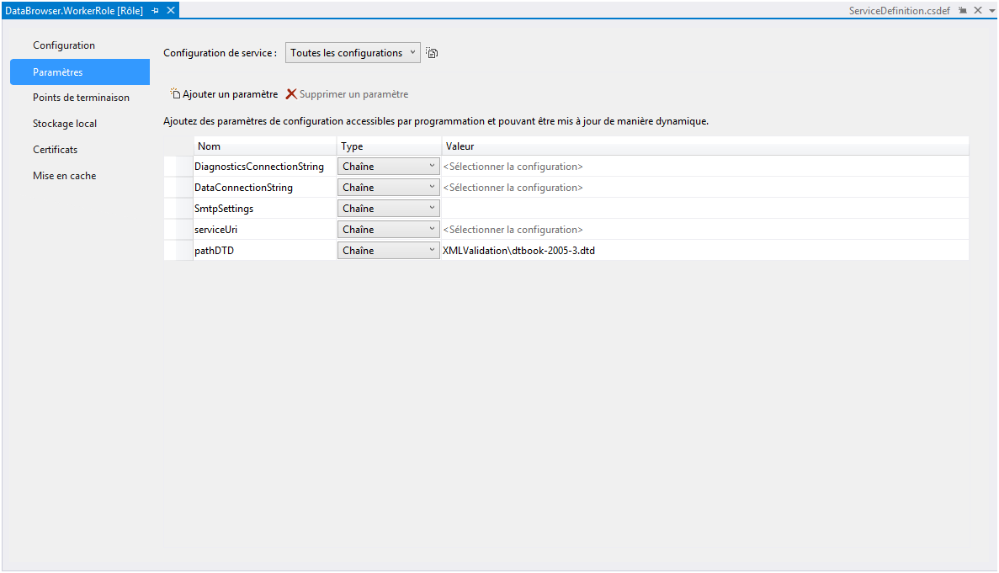 DataBrowser.WorkerRole [Rôle]
ServiceDefinition.csdef
Configuration
Paramètres
Points de terminaison
Stockage local
Certificats
Mise en cache
Configuration de service : Toutes les configurations
Ajouter un paramètre Supprimer un paramètre
Ajoutez des paramètres de configuration accessibles par programmation et pouvant être mis à jour de manière dynamique.
Nom Type Valeur
DiagnosticsConnectionString Chaîne <Sélectionner la configuration>
DataConnectionString Chaîne <Sélectionner la configuration>
SmtpSettings Chaîne
serviceUri Chaîne <Sélectionner la configuration>
pathDTD Chaîne XMLValidation\dtbook-2005-3.dtd